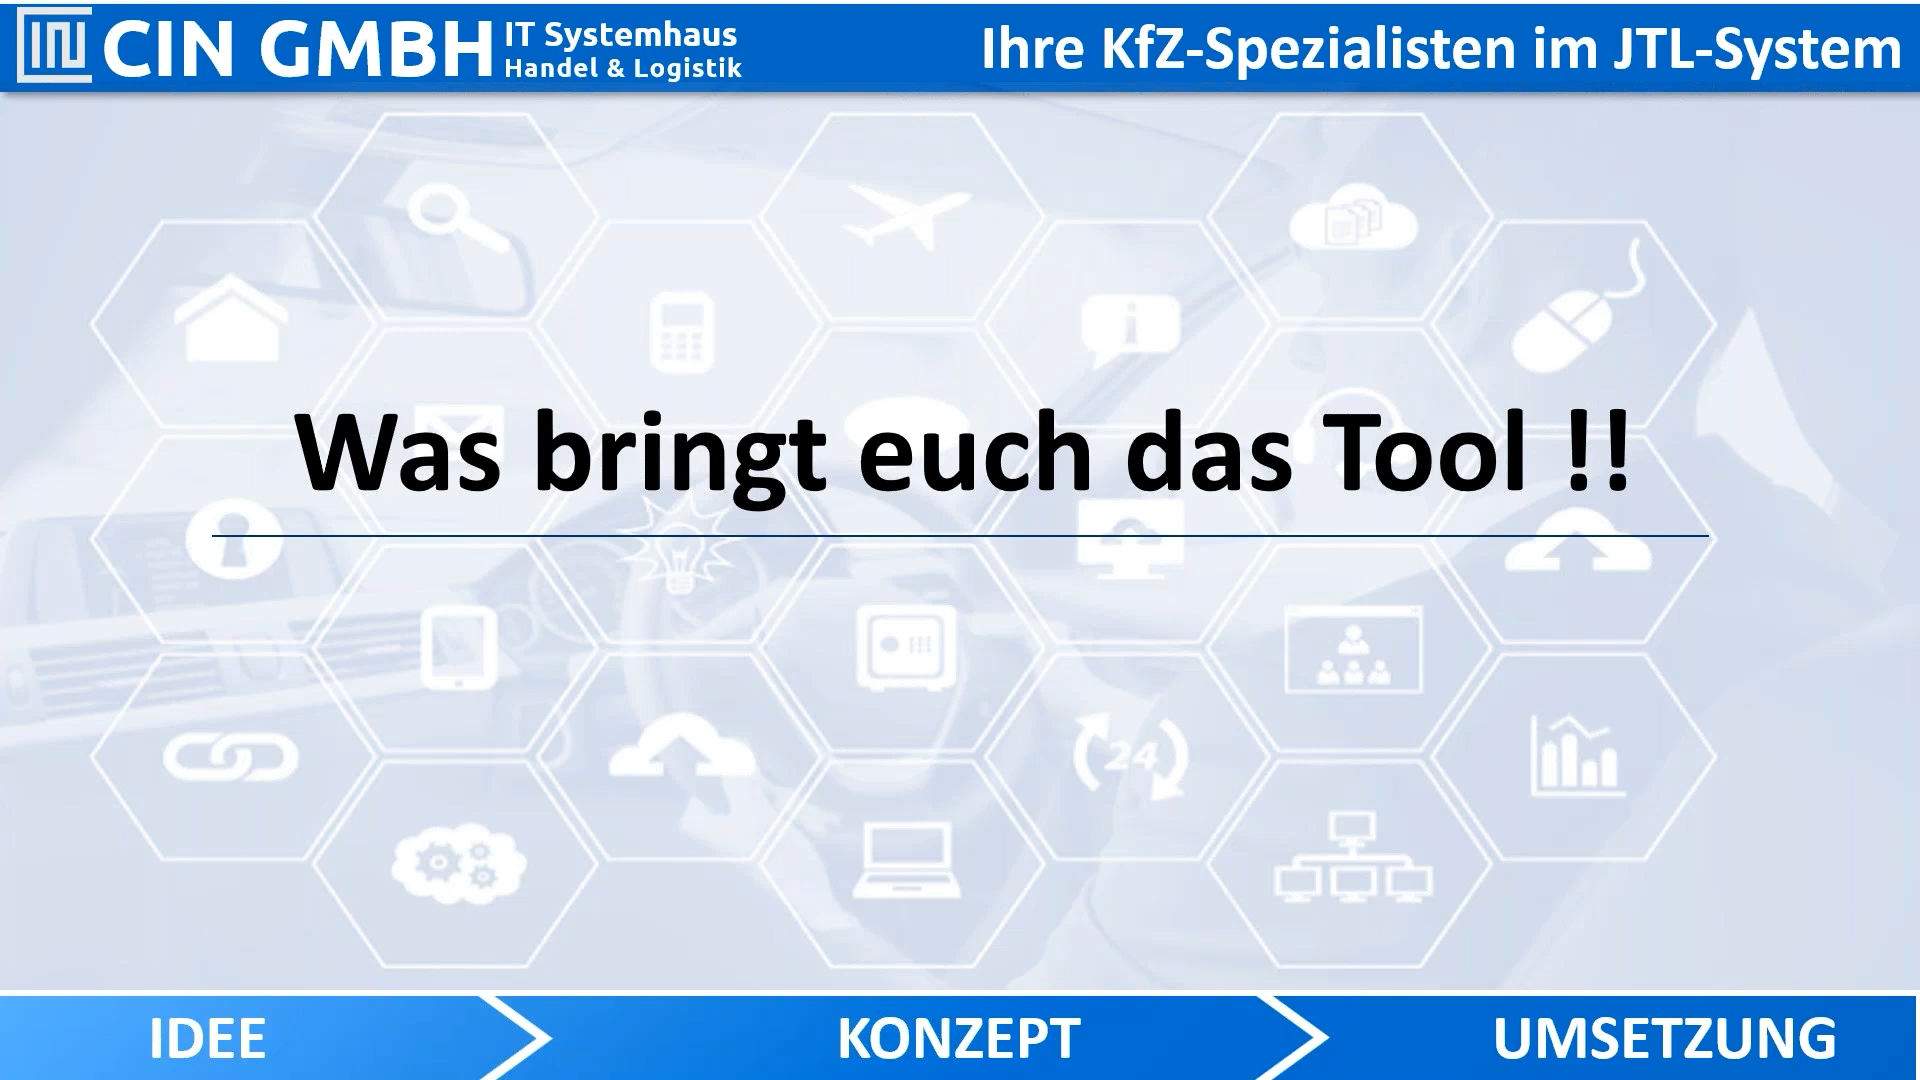 CIN GMBH
IT Systemhaus
Handel & Logistik
Ihre KfZ-Spezialisten im JTL-System
Was bringt euch das Tool !!
24
IDEE
KONZEPT
UMSETZUNG